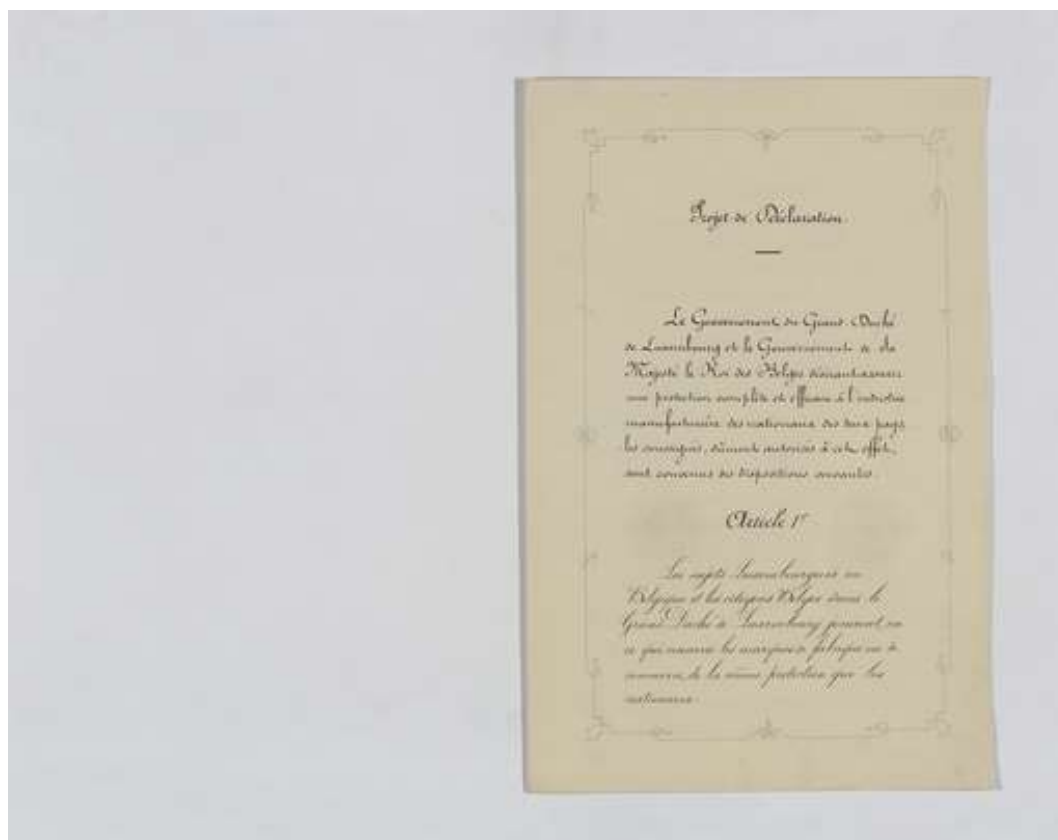 Projet de Déclaration.
Le Gouvernement du Grand-Duché
de Luxembourg et le Gouvernement de Sa
Majesté le Roi des Belges désirant assurer
une protection complète et efficace à l'industrie
manufacturière des nationaux des deux pays
les soussignés, dûment autorisés à cet effet,
sont convenus des dispositions suivantes.
Article 1er
Les sujets Luxembourgeois en
Belgique et les citoyens Belges dans le
Grand Duché de Luxembourg jouiront, en
ce qui concerne les marques de fabrique ou de
commerce, de la même protection que les
nationaux.